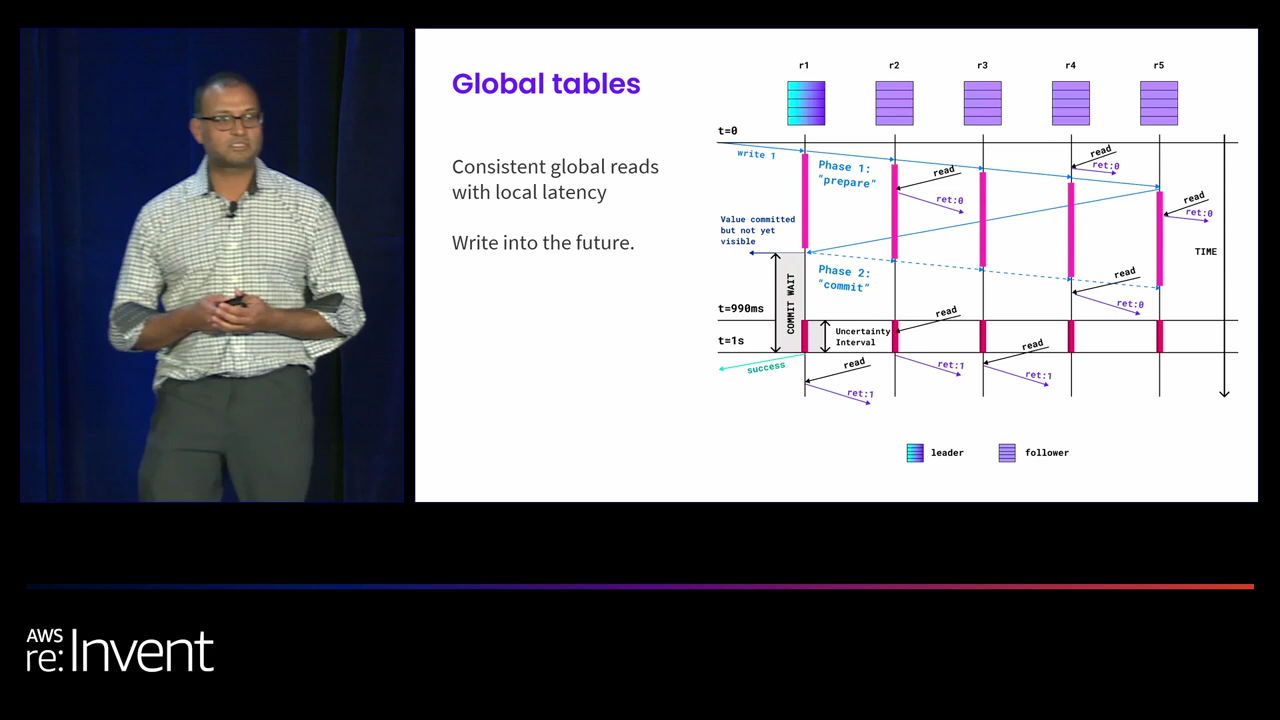 Global tables
Consistent global reads
with local latency
Write into the future.
r1
r2
r3
r4
r5
t=0
write 1
Phase 1:
"prepare"
read
ret:0
read
ret:0
read
ret:0
Value committed
but not yet
visible
TIME
Phase 2:
"commit"
read
ret:0
COMMIT WAIT
t=990ms
read
Uncertainty
Interval
t=1s
read
success
read
ret:1
ret:1
ret:1
leader
follower
AWS
re:Invent